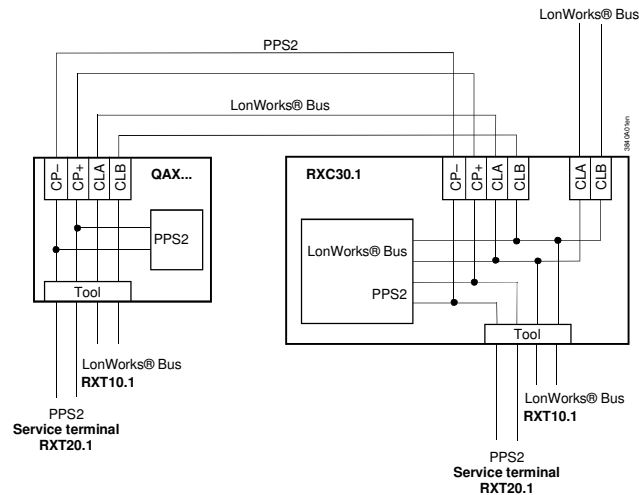 LonWorks® Bus
PPS2
LonWorks® Bus
3840A01en
CP–
CP+
CLA
CLB
QAX...
RXC30.1
CP–
CP+
CLA
CLB
CLA
CLB
PPS2
LonWorks® Bus
PPS2
Tool
Tool
LonWorks® Bus
RXT10.1
PPS2
Service terminal
RXT20.1
LonWorks® Bus
RXT10.1
PPS2
Service terminal
RXT20.1